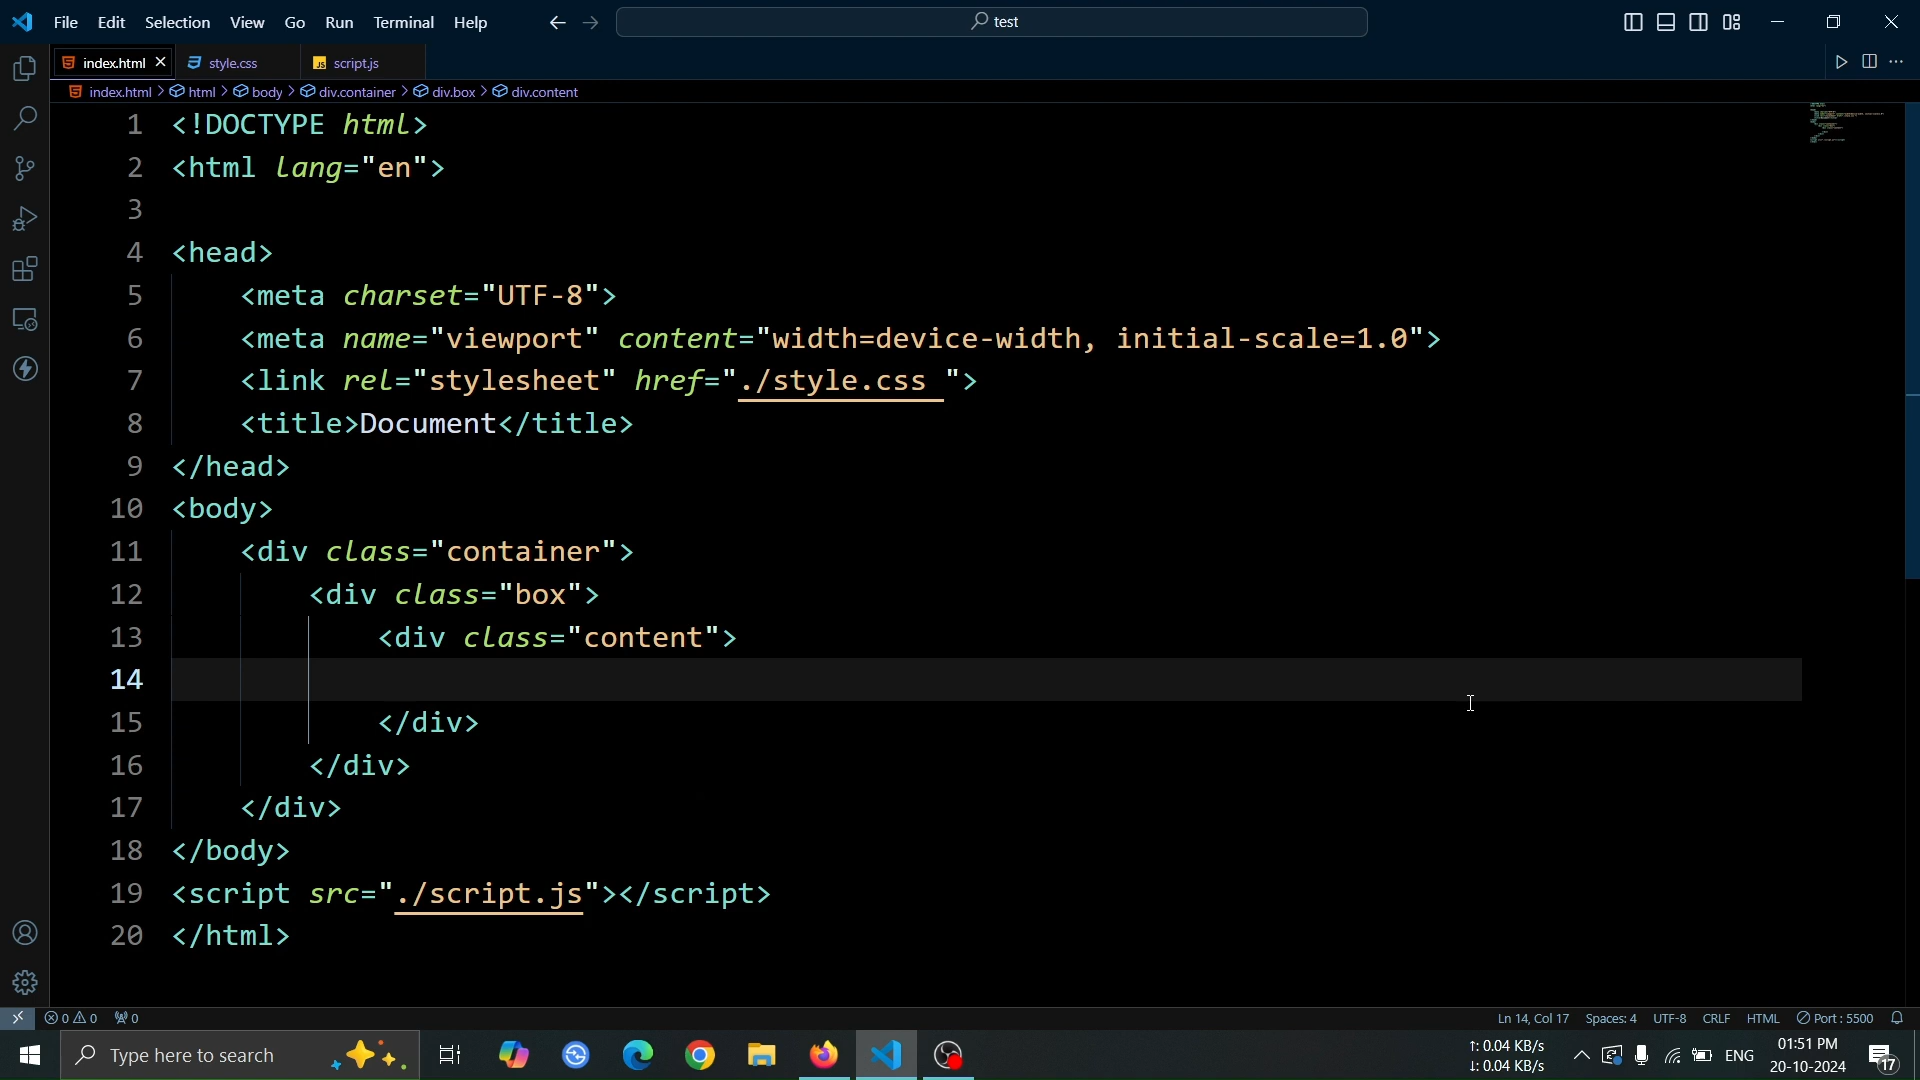 File Edit Selection View Go Run Terminal Help
test
index.html style.css JS script.js
index.html > html > body > div.container > div.box > div.content
1 <!DOCTYPE html>
2 <html lang="en">
3
4 <head>
5 <meta charset="UTF-8">
6 <meta name="viewport" content="width=device-width, initial-scale=1.0">
7 <link rel="stylesheet" href="./style.css ">
8 <title>Document</title>
9 </head>
10 <body>
11 <div class="container">
12 <div class="box">
13 <div class="content">
14
15 </div>
16 </div>
17 </div>
18 </body>
19 <script src="./script.js"></script>
20 </html>
0 0 0 Ln 14, Col 17 Spaces: 4 UTF-8 CRLF HTML Port : 5500
Type here to search
↑: 0.04 KB/s
↓: 0.04 KB/s
ENG
01:51 PM
20-10-2024
17